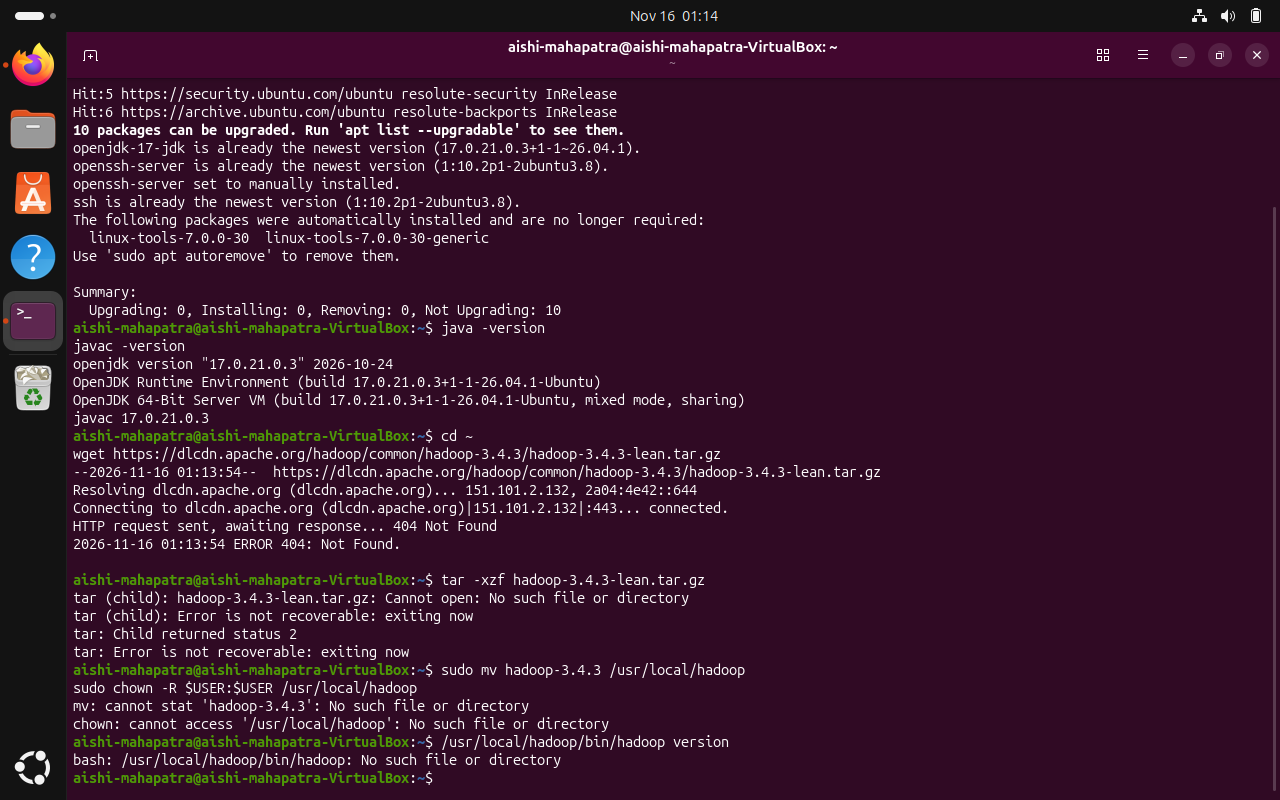 Nov 16 01:14
aishi-mahapatra@aishi-mahapatra-VirtualBox: ~
~
Hit:5 https://security.ubuntu.com/ubuntu resolute-security InRelease
Hit:6 https://archive.ubuntu.com/ubuntu resolute-backports InRelease
10 packages can be upgraded. Run 'apt list --upgradable' to see them.
openjdk-17-jdk is already the newest version (17.0.21.0.3+1-1~26.04.1).
openssh-server is already the newest version (1:10.2p1-2ubuntu3.8).
openssh-server set to manually installed.
ssh is already the newest version (1:10.2p1-2ubuntu3.8).
The following packages were automatically installed and are no longer required:
  linux-tools-7.0.0-30  linux-tools-7.0.0-30-generic
Use 'sudo apt autoremove' to remove them.

Summary:
  Upgrading: 0, Installing: 0, Removing: 0, Not Upgrading: 10
aishi-mahapatra@aishi-mahapatra-VirtualBox:~$ java -version
javac -version
openjdk version "17.0.21.0.3" 2026-10-24
OpenJDK Runtime Environment (build 17.0.21.0.3+1-1-26.04.1-Ubuntu)
OpenJDK 64-Bit Server VM (build 17.0.21.0.3+1-1-26.04.1-Ubuntu, mixed mode, sharing)
javac 17.0.21.0.3
aishi-mahapatra@aishi-mahapatra-VirtualBox:~$ cd ~
wget https://dlcdn.apache.org/hadoop/common/hadoop-3.4.3/hadoop-3.4.3-lean.tar.gz
--2026-11-16 01:13:54--  https://dlcdn.apache.org/hadoop/common/hadoop-3.4.3/hadoop-3.4.3-lean.tar.gz
Resolving dlcdn.apache.org (dlcdn.apache.org)... 151.101.2.132, 2a04:4e42::644
Connecting to dlcdn.apache.org (dlcdn.apache.org)|151.101.2.132|:443... connected.
HTTP request sent, awaiting response... 404 Not Found
2026-11-16 01:13:54 ERROR 404: Not Found.

aishi-mahapatra@aishi-mahapatra-VirtualBox:~$ tar -xzf hadoop-3.4.3-lean.tar.gz
tar (child): hadoop-3.4.3-lean.tar.gz: Cannot open: No such file or directory
tar (child): Error is not recoverable: exiting now
tar: Child returned status 2
tar: Error is not recoverable: exiting now
aishi-mahapatra@aishi-mahapatra-VirtualBox:~$ sudo mv hadoop-3.4.3 /usr/local/hadoop
sudo chown -R $USER:$USER /usr/local/hadoop
mv: cannot stat 'hadoop-3.4.3': No such file or directory
chown: cannot access '/usr/local/hadoop': No such file or directory
aishi-mahapatra@aishi-mahapatra-VirtualBox:~$ /usr/local/hadoop/bin/hadoop version
bash: /usr/local/hadoop/bin/hadoop: No such file or directory
aishi-mahapatra@aishi-mahapatra-VirtualBox:~$